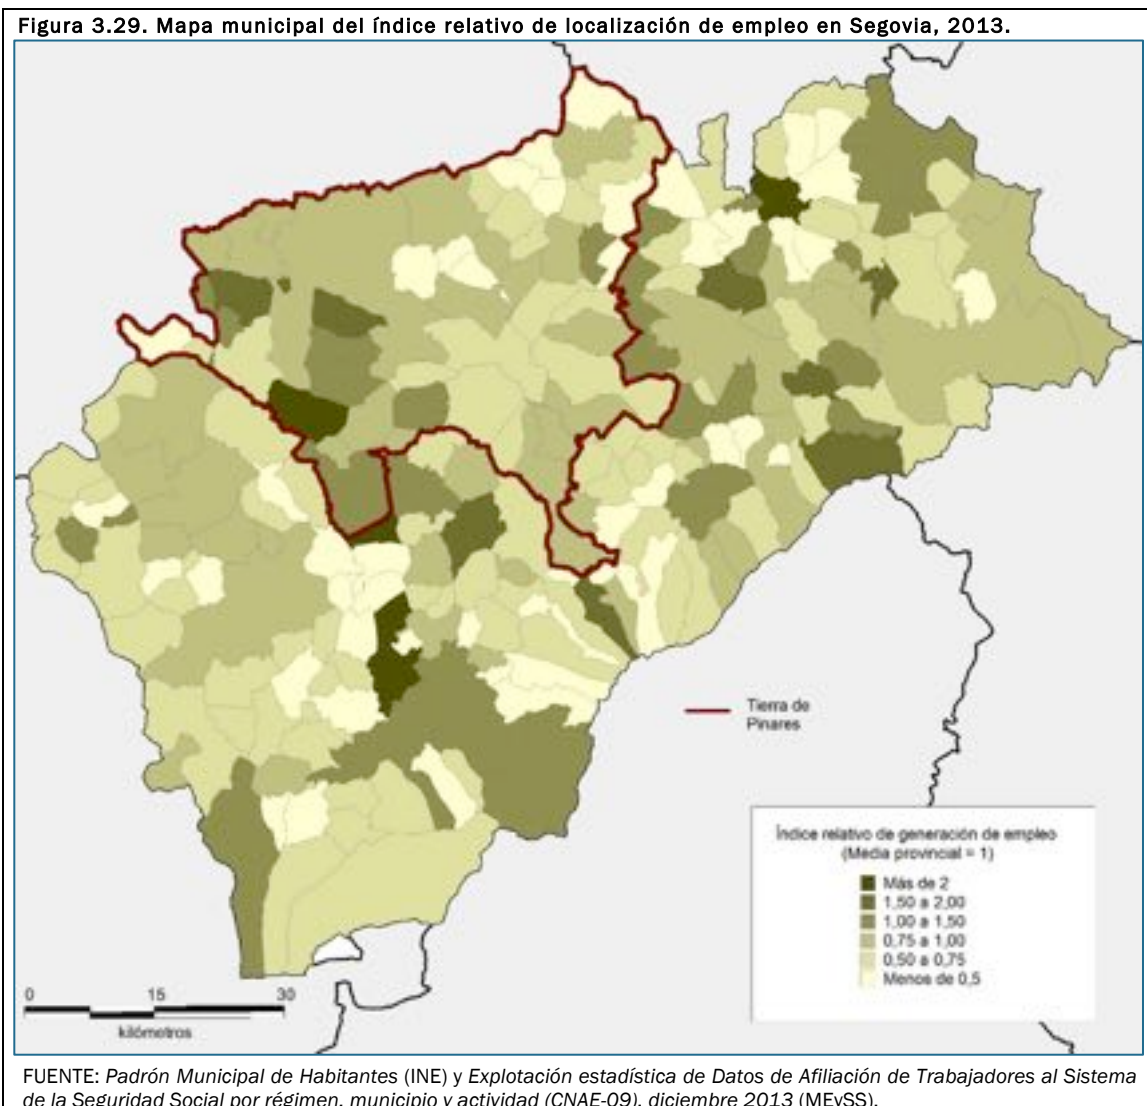 Figura 3.29. Mapa municipal del índice relativo de localización de empleo en Segovia, 2013.
Tierra de
Pinares
Índice relativo de generación de empleo
(Media provincial = 1)
Más de 2
1,50 a 2,00
1,00 a 1,50
0,75 a 1,00
0,50 a 0,75
Menos de 0,5
0 15 30
kilómetros
FUENTE: Padrón Municipal de Habitantes (INE) y Explotación estadística de Datos de Afiliación de Trabajadores al Sistema
de la Seguridad Social por régimen, municipio y actividad (CNAE-09), diciembre 2013 (MEySS).